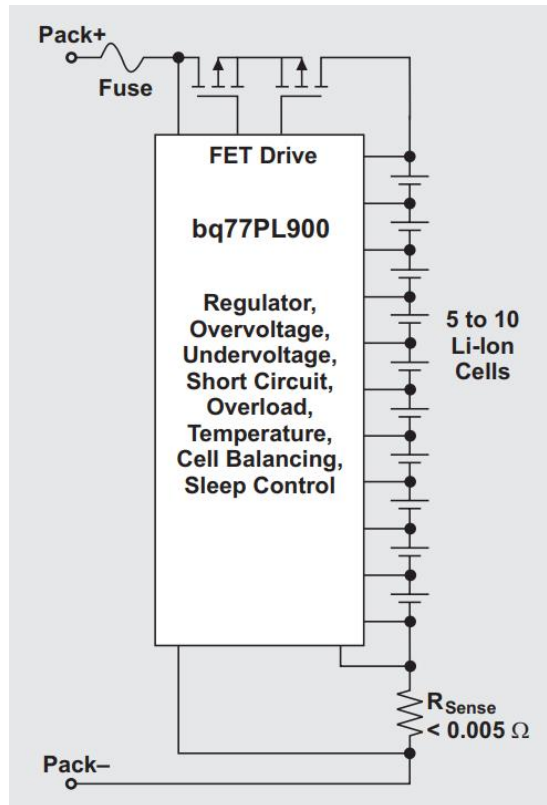 Pack+
Fuse
FET Drive
bq77PL900
Regulator,
Overvoltage,
Undervoltage,
Short Circuit,
Overload,
Temperature,
Cell Balancing,
Sleep Control
5 to 10
Li-Ion
Cells
RSense
< 0.005 Ω
Pack–